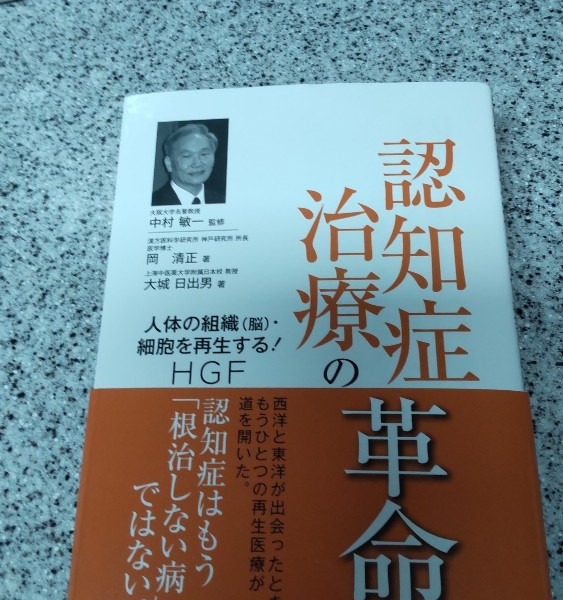 認知症
治療の
革命
大阪大学名誉教授
中村 敏一 監修
漢方医科学研究所 神戸研究所 所長
医学博士
岡 清正 著
上海中医薬大学附属日本校 教授
大城 日出男 著
人体の組織（脳）・
細胞を再生する！
HGF
西洋と東洋が出会ったとき
もうひとつの再生医療が
道を開いた。
認知症はもう
「根治しない病」
ではない